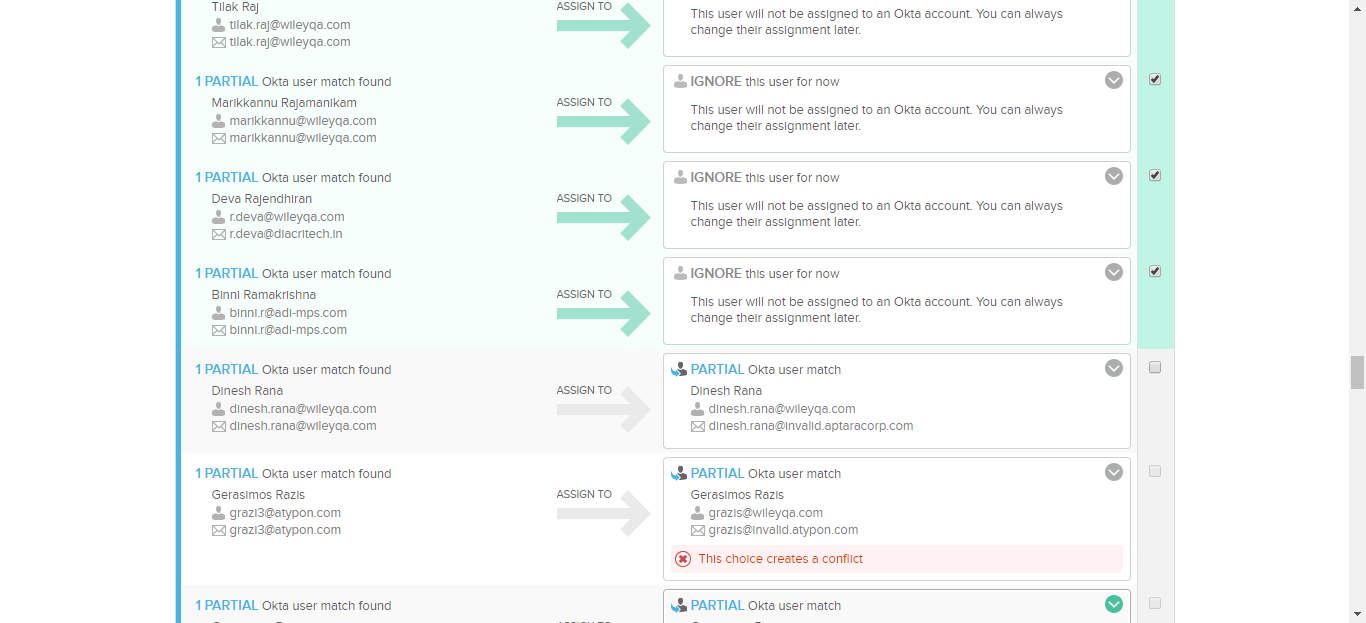 Tilak Raj
tilak.raj@wileyqa.com
tilak.raj@wileyqa.com
ASSIGN TO
This user will not be assigned to an Okta account. You can always
change their assignment later.
1 PARTIAL Okta user match found
Marikkannu Rajamanikam
marikkannu@wileyqa.com
marikkannu@wileyqa.com
ASSIGN TO
IGNORE this user for now
This user will not be assigned to an Okta account. You can always
change their assignment later.
1 PARTIAL Okta user match found
Deva Rajendhiran
r.deva@wileyqa.com
r.deva@diacritech.in
ASSIGN TO
IGNORE this user for now
This user will not be assigned to an Okta account. You can always
change their assignment later.
1 PARTIAL Okta user match found
Binni Ramakrishna
binni.r@adi-mps.com
binni.r@adi-mps.com
ASSIGN TO
IGNORE this user for now
This user will not be assigned to an Okta account. You can always
change their assignment later.
1 PARTIAL Okta user match found
Dinesh Rana
dinesh.rana@wileyqa.com
dinesh.rana@wileyqa.com
ASSIGN TO
PARTIAL Okta user match
Dinesh Rana
dinesh.rana@wileyqa.com
dinesh.rana@invalid.aptaracorp.com
1 PARTIAL Okta user match found
Gerasimos Razis
grazi3@atypon.com
grazi3@atypon.com
ASSIGN TO
PARTIAL Okta user match
Gerasimos Razis
grazis@wileyqa.com
grazis@invalid.atypon.com
This choice creates a conflict
1 PARTIAL Okta user match found
PARTIAL Okta user match